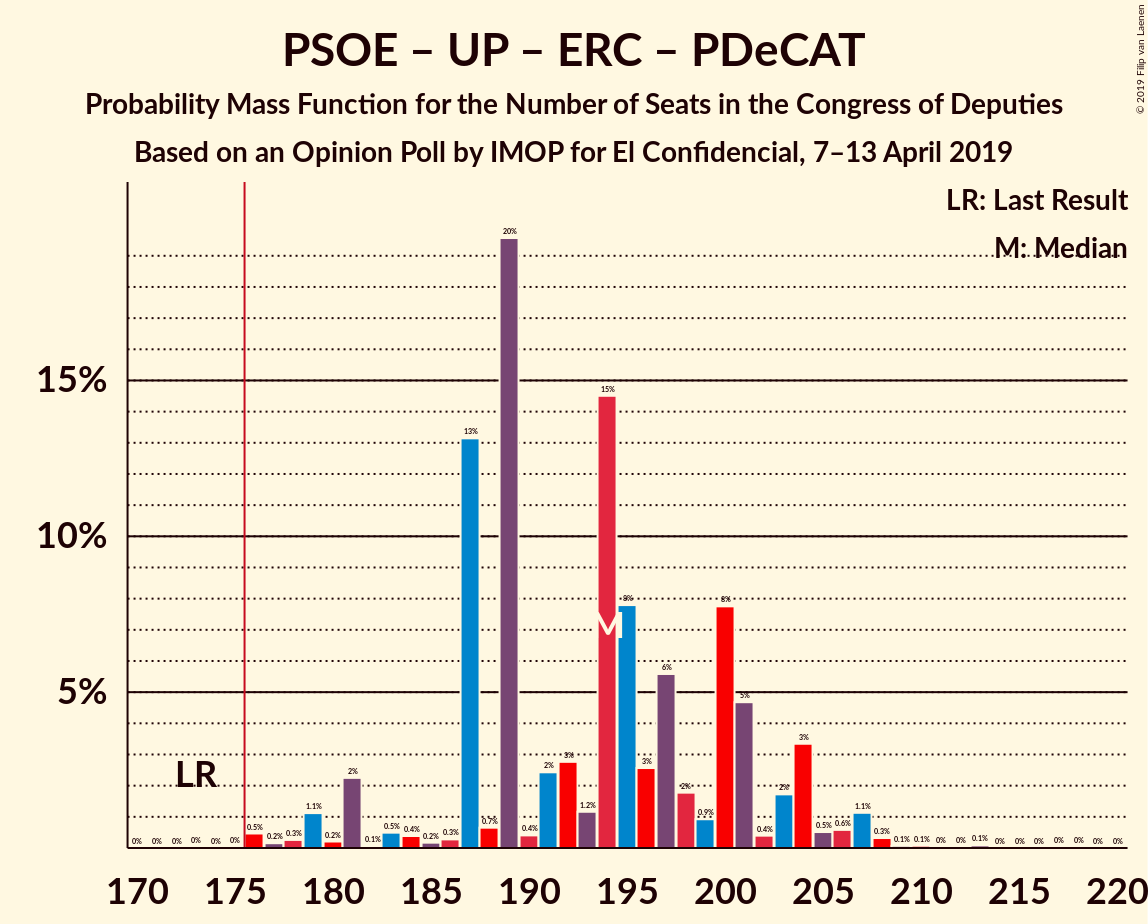 PSOE – UP – ERC – PDeCAT
Probability Mass Function for the Number of Seats in the Congress of Deputies
Based on an Opinion Poll by IMOP for El Confidencial, 7–13 April 2019
© 2019 Filip van Laenen
LR: Last Result
M: Median
15%
10%
5%
LR
M
0% 0% 0% 0% 0% 0% 0.5% 0.2% 0.3% 1.1% 0.2% 2% 0.1% 0.5% 0.4% 0.2% 0.3% 13% 0.7% 20% 0.4% 2% 3% 1.2% 15% 8% 3% 6% 2% 0.9% 8% 5% 0.4% 2% 3% 0.5% 0.6% 1.1% 0.3% 0.1% 0.1% 0% 0% 0.1% 0% 0% 0% 0% 0% 0% 0%
170 175 180 185 190 195 200 205 210 215 220